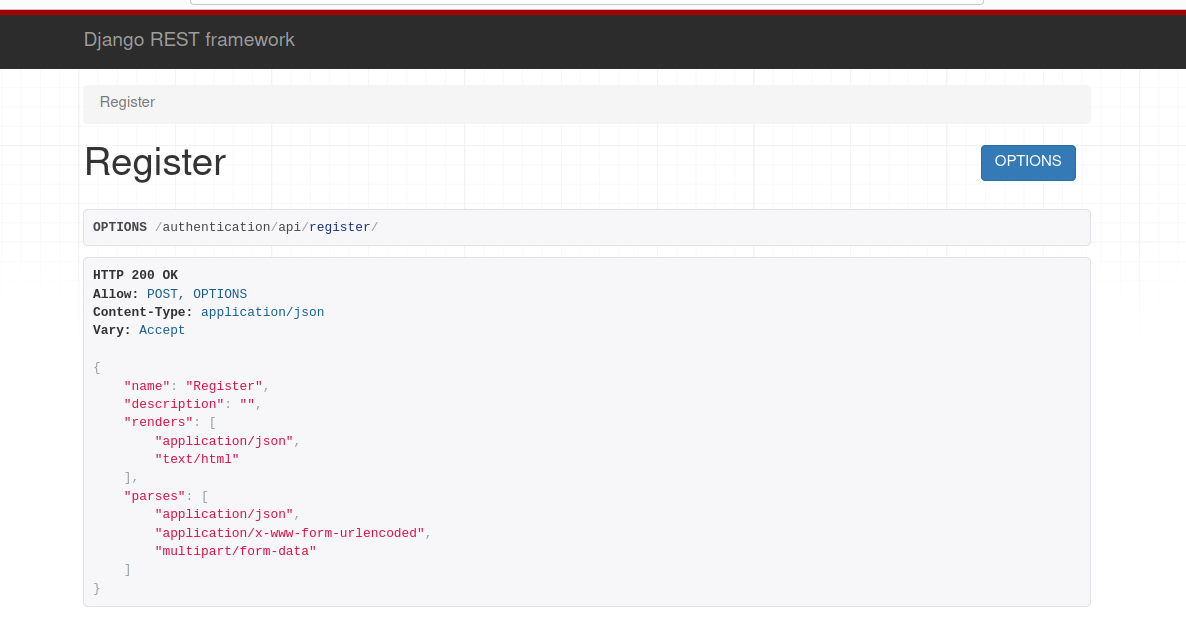 Django REST framework
Register
Register
OPTIONS
OPTIONS /authentication/api/register/
HTTP 200 OK
Allow: POST, OPTIONS
Content-Type: application/json
Vary: Accept
{
    "name": "Register",
    "description": "",
    "renders": [
        "application/json",
        "text/html"
    ],
    "parses": [
        "application/json",
        "application/x-www-form-urlencoded",
        "multipart/form-data"
    ]
}